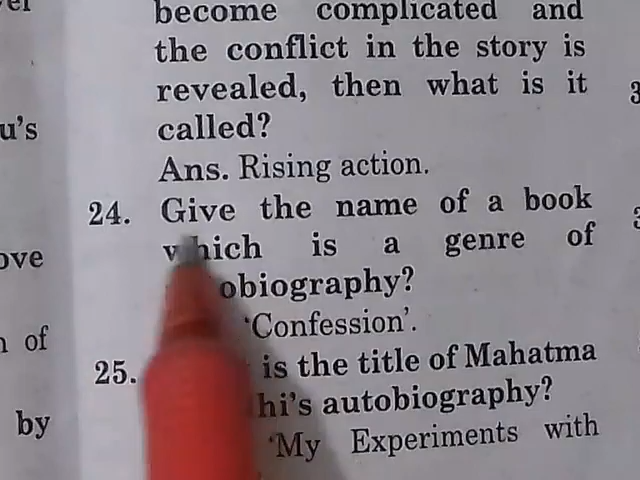 become complicated and
the conflict in the story is
revealed, then what is it
called?
Ans. Rising action.
24. Give the name of a book
which is a genre of
obiography?
'Confession'.
25. is the title of Mahatma
hi's autobiography?
'My Experiments with
u's
ove
of
by